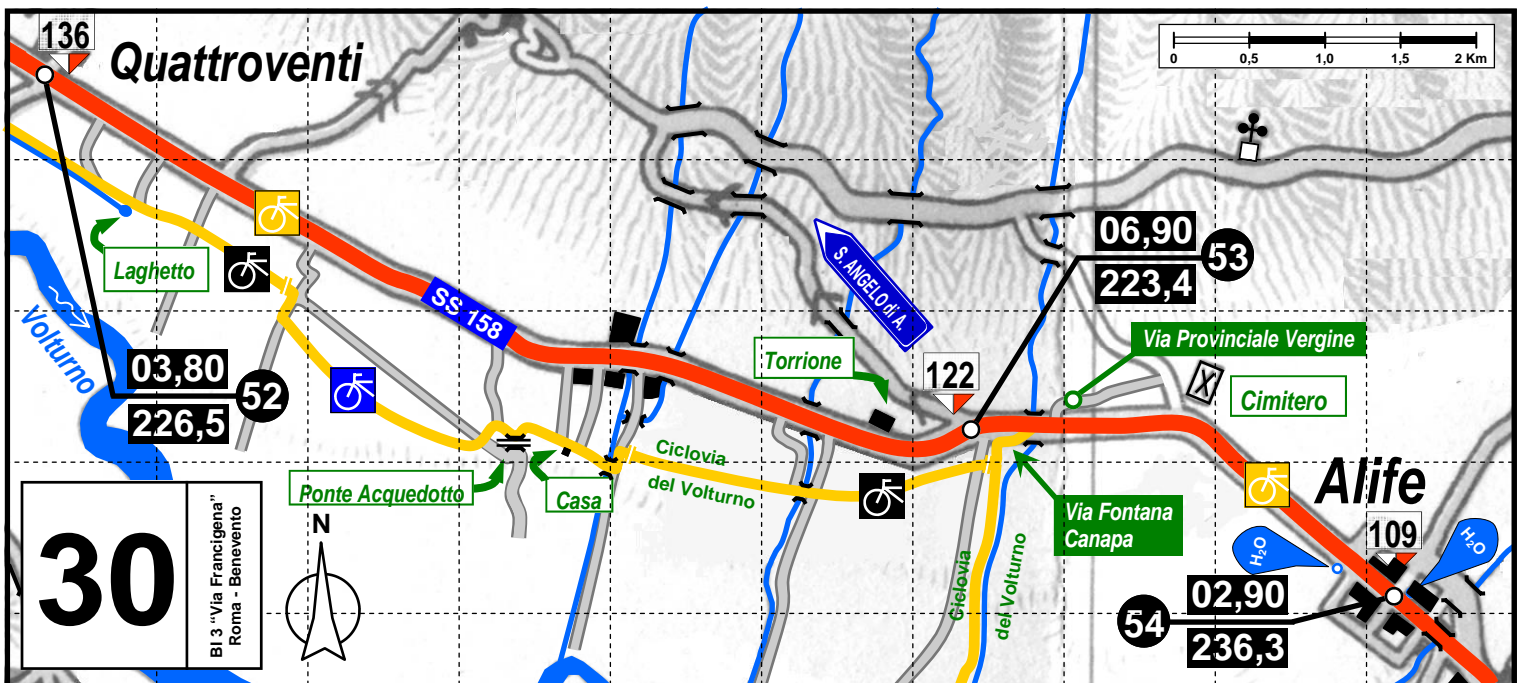 136
Quattroventi
0 0,5 1,0 1,5 2 Km
Laghetto
Volturno
SS 158
S. ANGELO di A.
06,90
53
223,4
03,80
52
226,5
Torrione
122
Via Provinciale Vergine
Cimitero
Ciclovia
del Volturno
Ponte Acquedotto
Casa
Via Fontana
Canapa
Alife
109
H2O
H2O
30
BI 3 "Via Francigena"
Roma - Benevento
N
Ciclovia
del Volturno
02,90
54
236,3